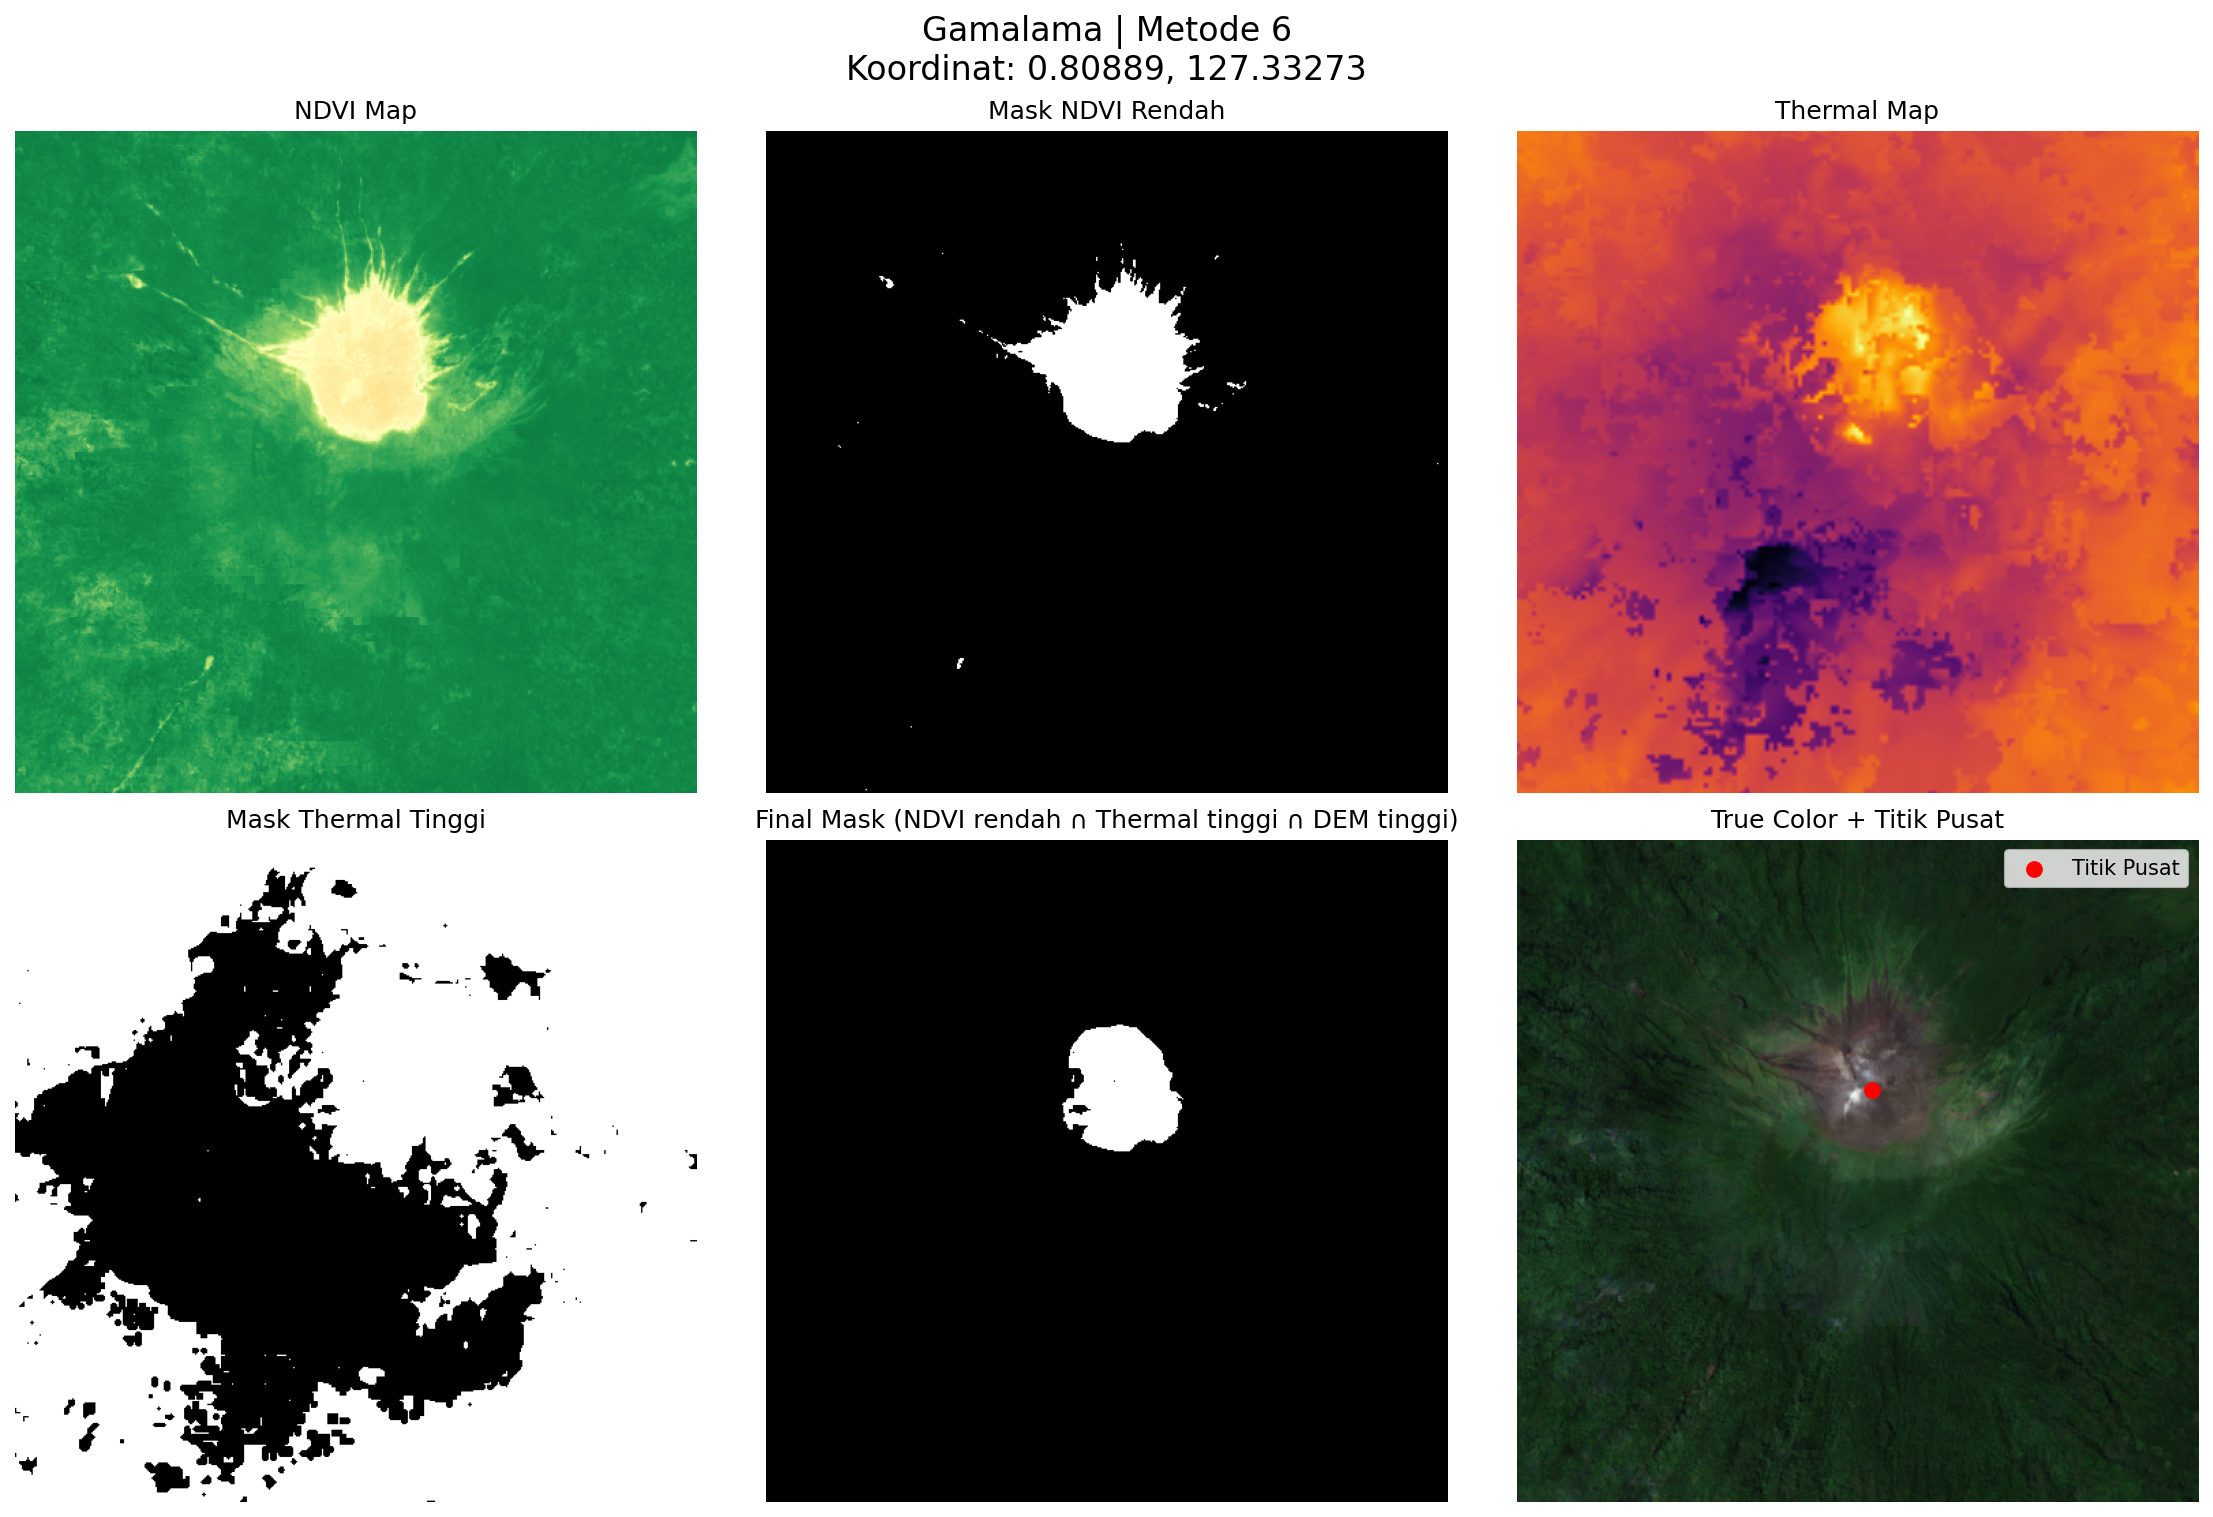 Gamalama | Metode 6
Koordinat: 0.80889, 127.33273
NDVI Map
Mask NDVI Rendah
Thermal Map
Mask Thermal Tinggi
Final Mask (NDVI rendah ∩ Thermal tinggi ∩ DEM tinggi)
True Color + Titik Pusat
Titik Pusat